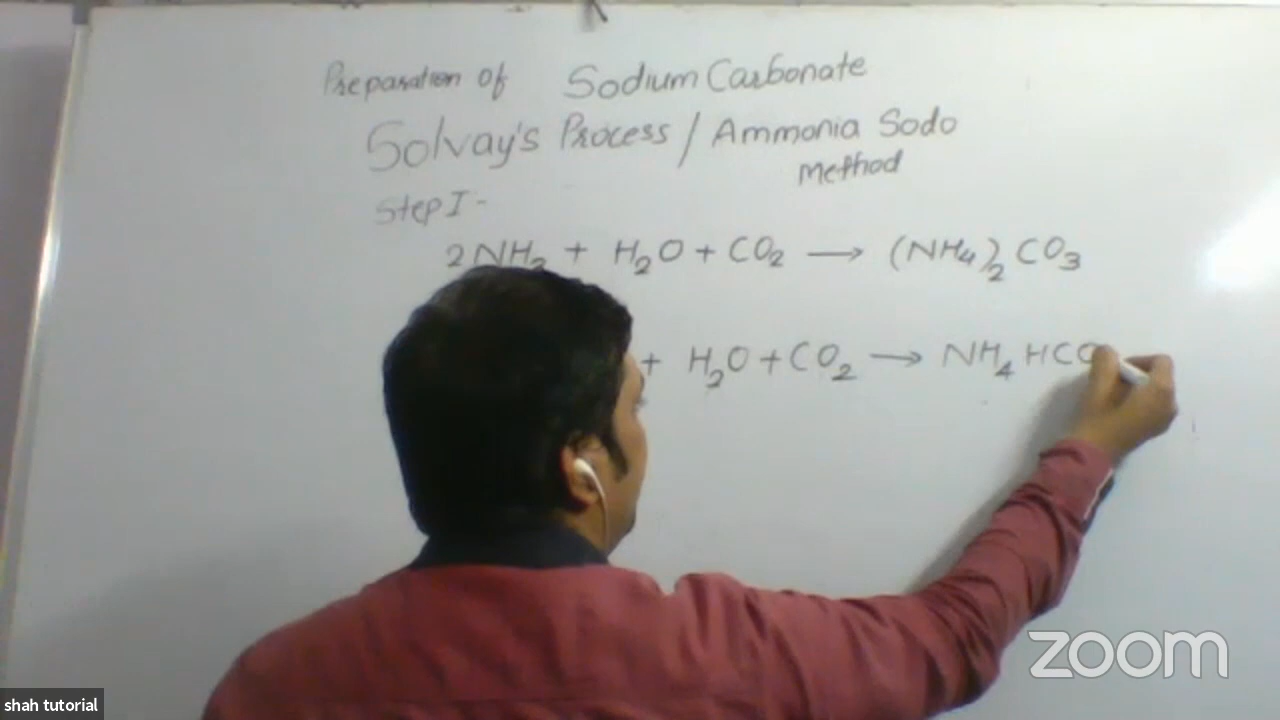 Preparation of Sodium Carbonate
Solvay's Process / Ammonia Sodo
Method
Step I -
2NH₃ + H₂O + CO₂ → (NH₄)₂ CO₃
+ H₂O + CO₂ → NH₄ HCO
zoom
shah tutorial